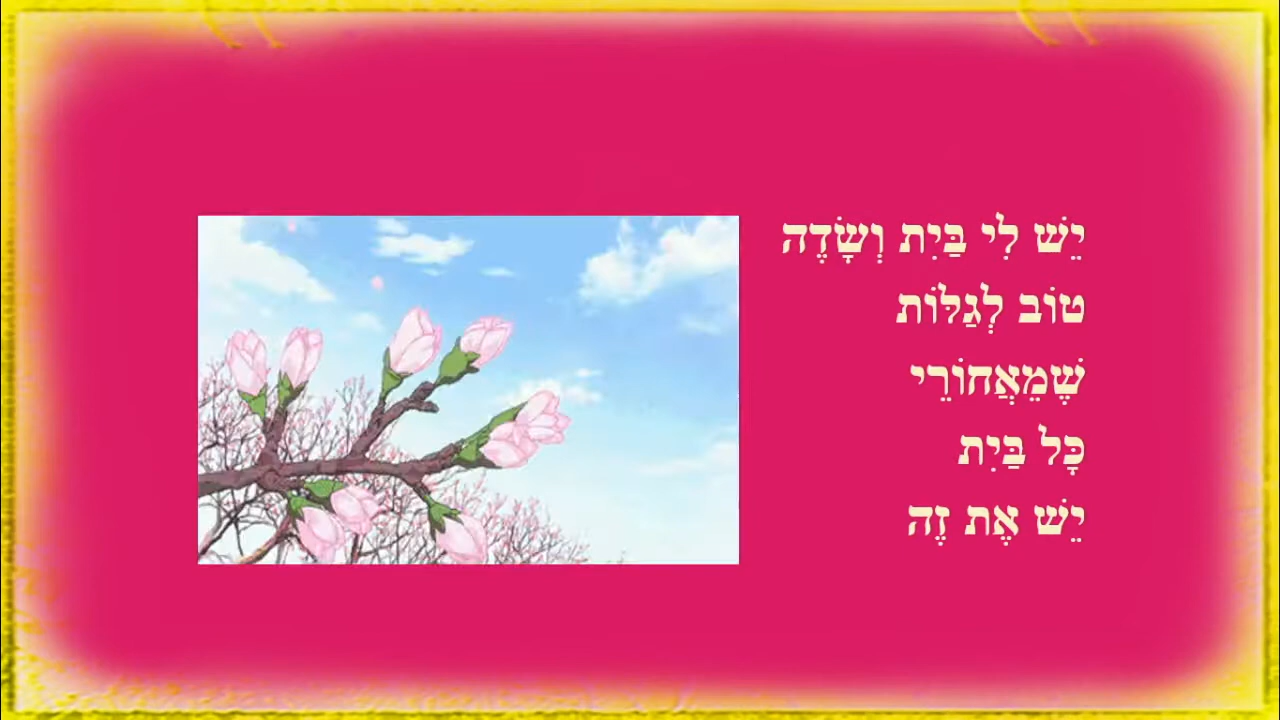 יֵשׁ לִי בַּיִת וְשָׂדֶה
טוֹב לְגַלּוֹת
שֶׁמֵאֲחוֹרֵי
כָּל בַּיִת
יֵשׁ אֶת זֶה